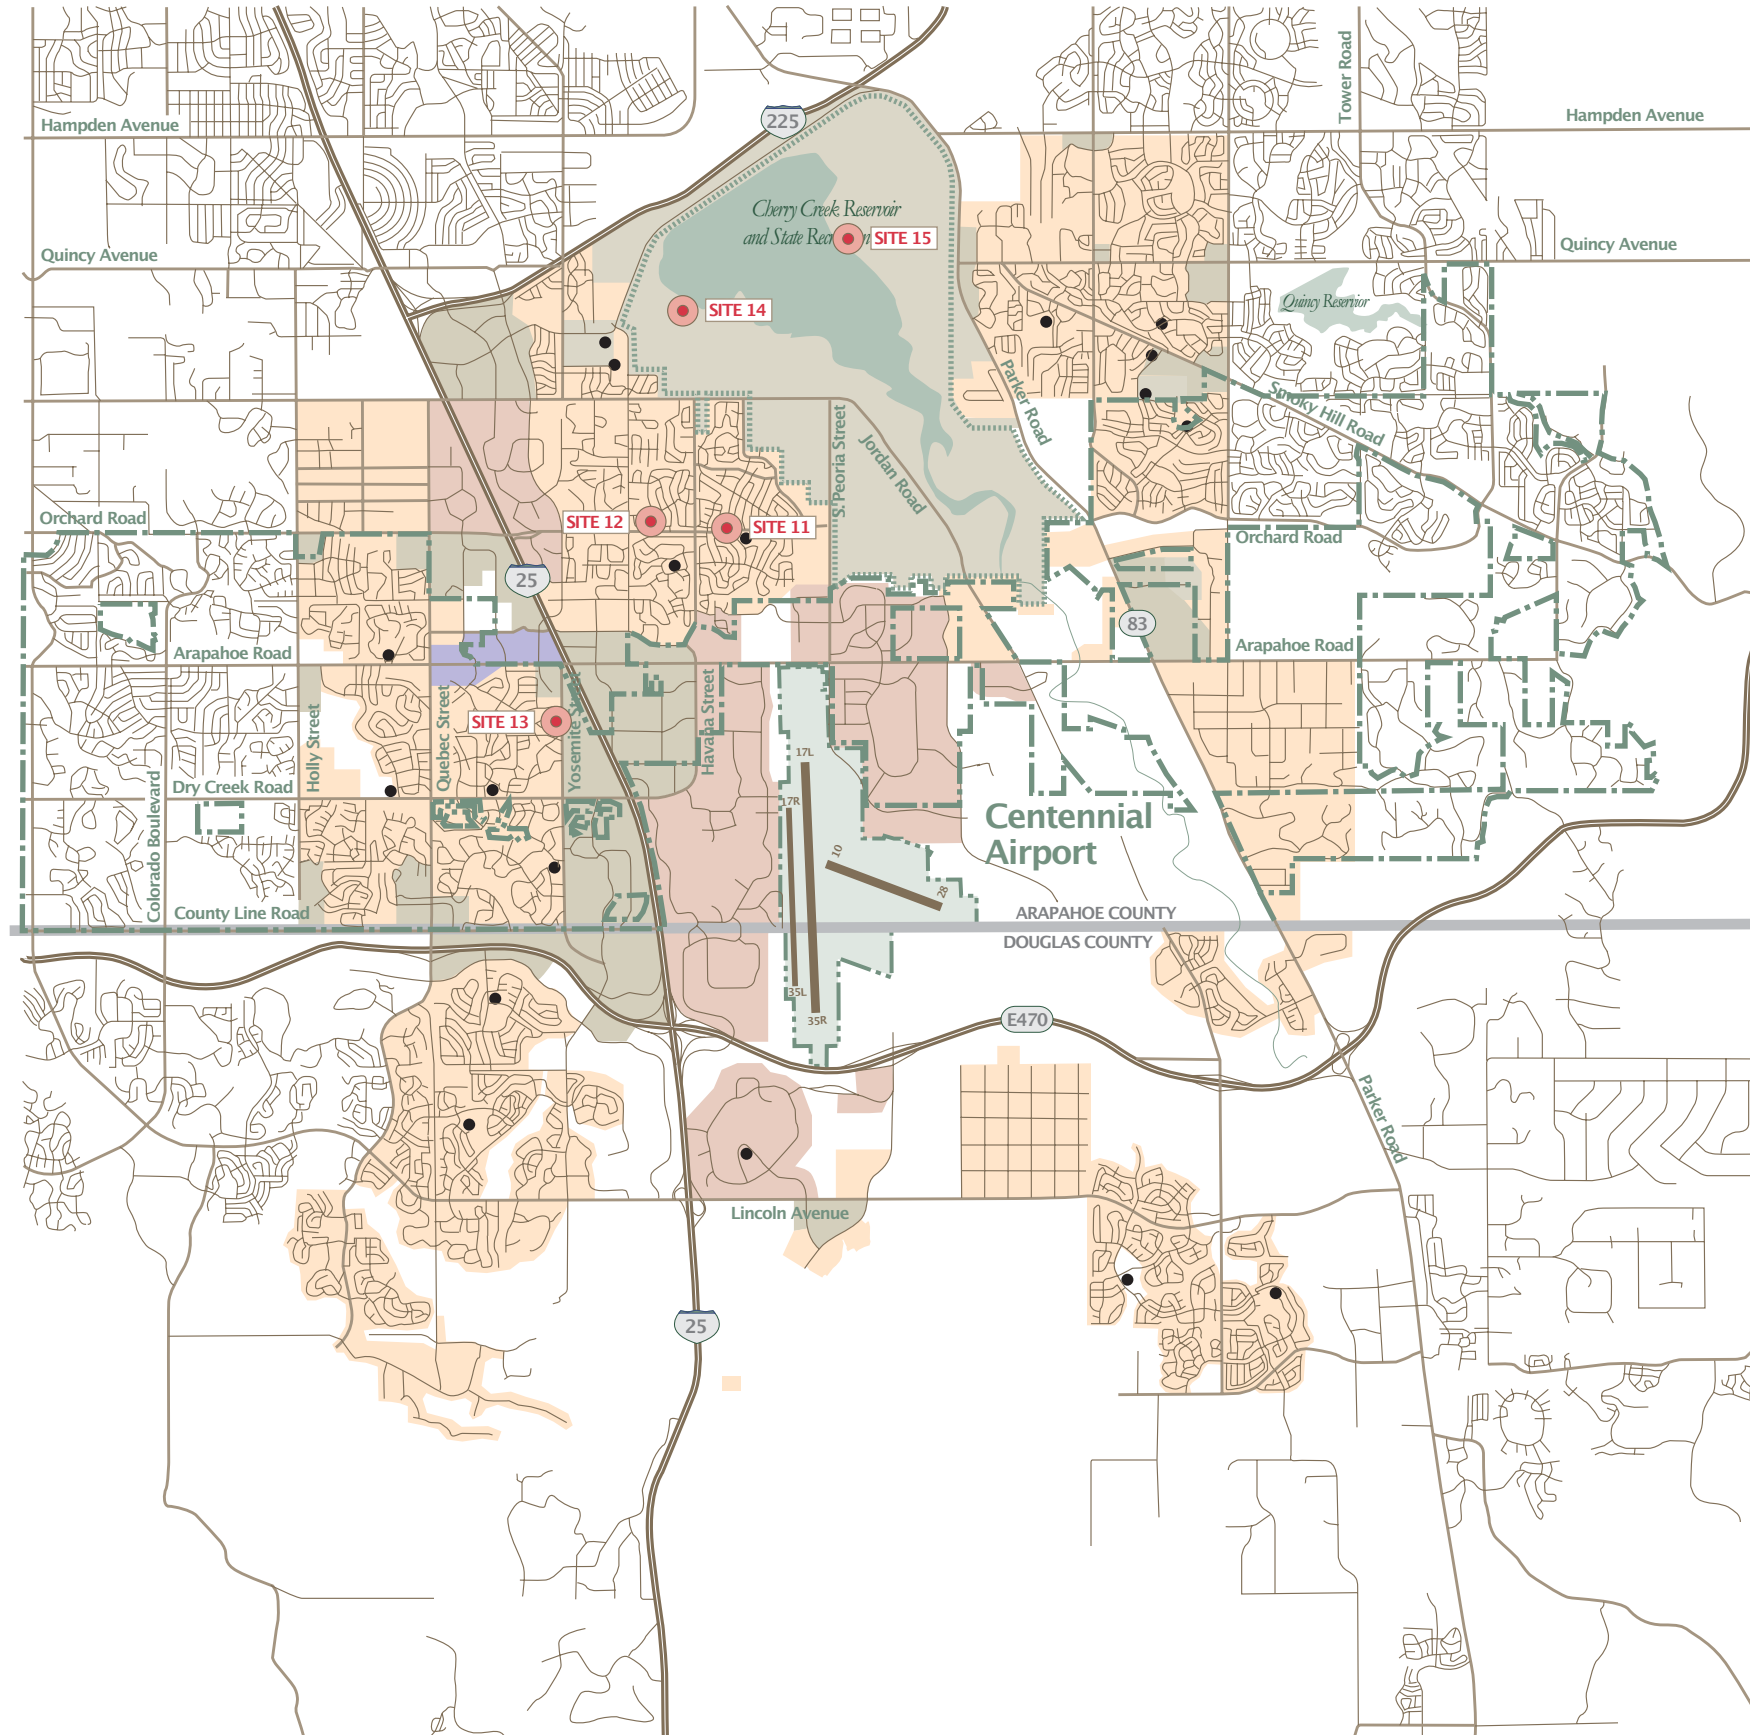 Tower Road
Hampden Avenue
225
Hampden Avenue
Cherry Creek Reservoir
and State Recr
SITE 15
Quincy Avenue
Quincy Avenue
Quincy Reservior
SITE 14
Parker Road
Smoky Hill Road
S. Peoria Street
Jordan Road
Orchard Road
SITE 12
SITE 11
Orchard Road
25
83
Arapahoe Road
Arapahoe Road
Holly Street
Quebec Street
SITE 13
Yosemite Street
Havana Street
Colorado Boulevard
Dry Creek Road
17L
17R
10
28
Centennial
Airport
County Line Road
ARAPAHOE COUNTY
DOUGLAS COUNTY
35L
35R
E470
Parker Road
Lincoln Avenue
25